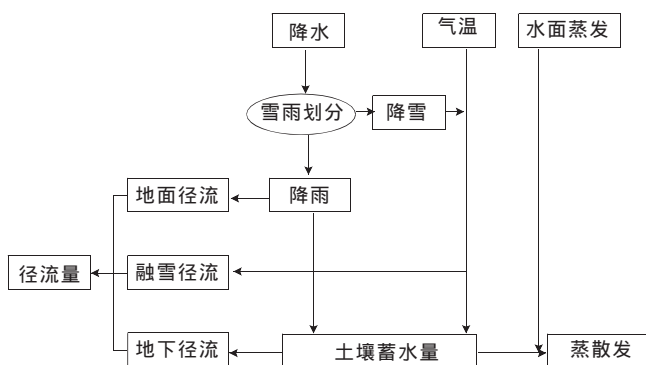 降水
气温
水面蒸发
雪雨划分
降雪
地面径流
降雨
径流量
融雪径流
地下径流
土壤蓄水量
蒸散发